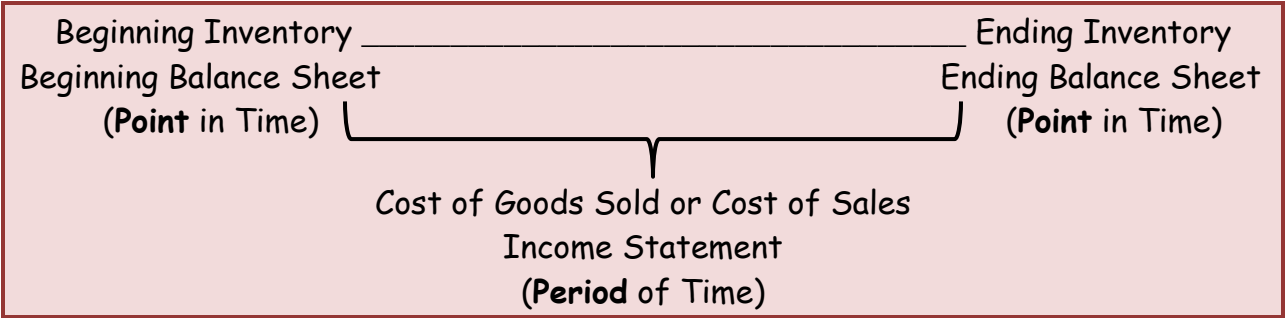 Beginning Inventory __________________________________ Ending Inventory
Beginning Balance Sheet Ending Balance Sheet
(Point in Time) (Point in Time)
Cost of Goods Sold or Cost of Sales
Income Statement
(Period of Time)